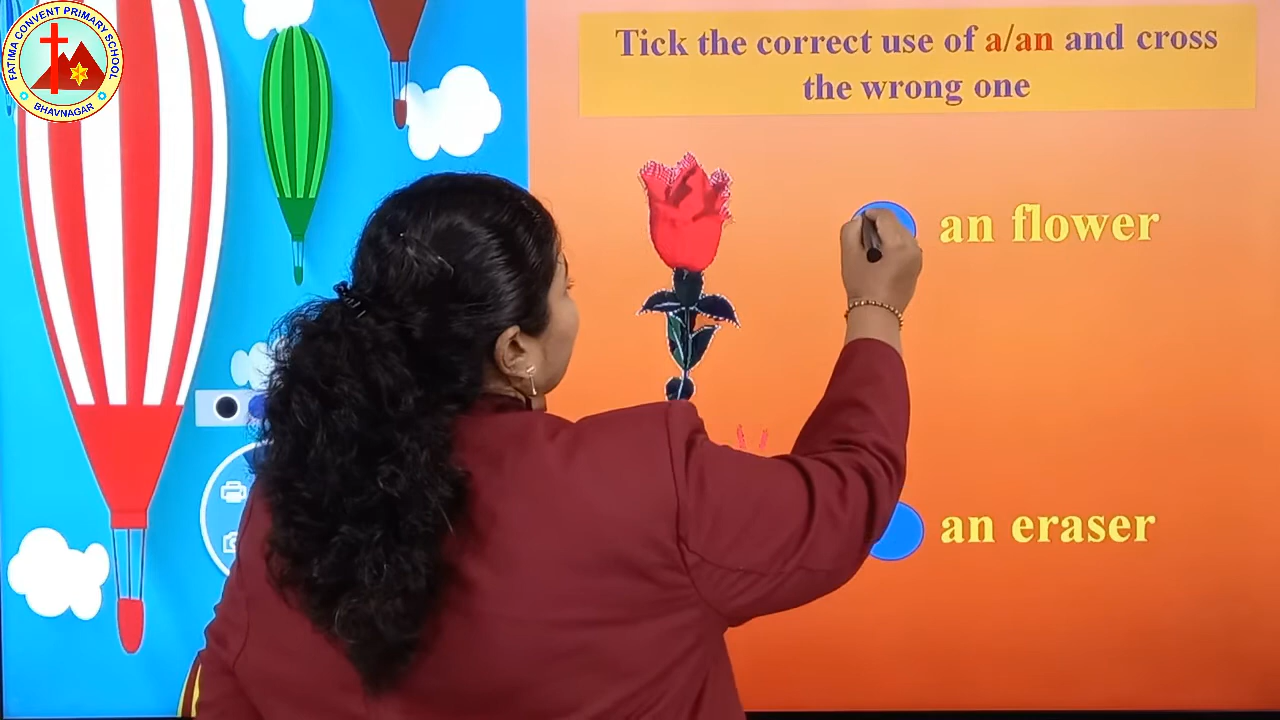 FATIMA CONVENT PRIMARY SCHOOL
BHAVNAGAR
Tick the correct use of a/an and cross
the wrong one
an flower
an eraser